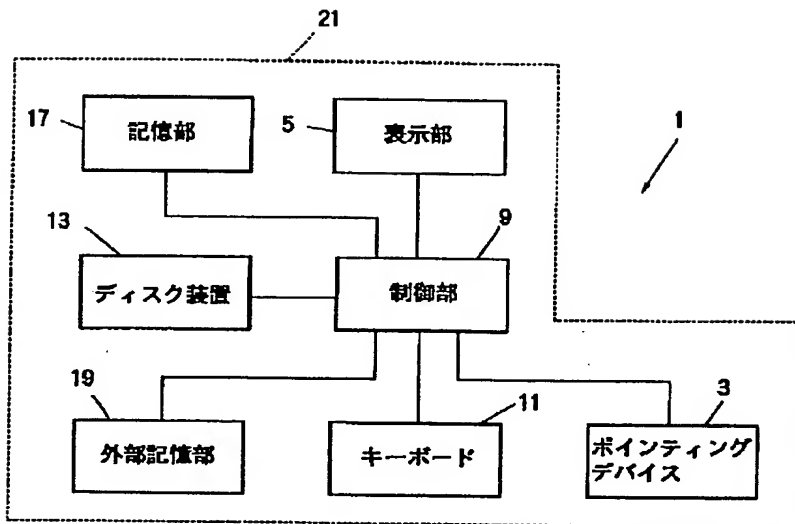 21
17
記憶部
5
表示部
1
13
ディスク装置
9
制御部
19
外部記憶部
11
キーボード
3
ポインティング
デバイス